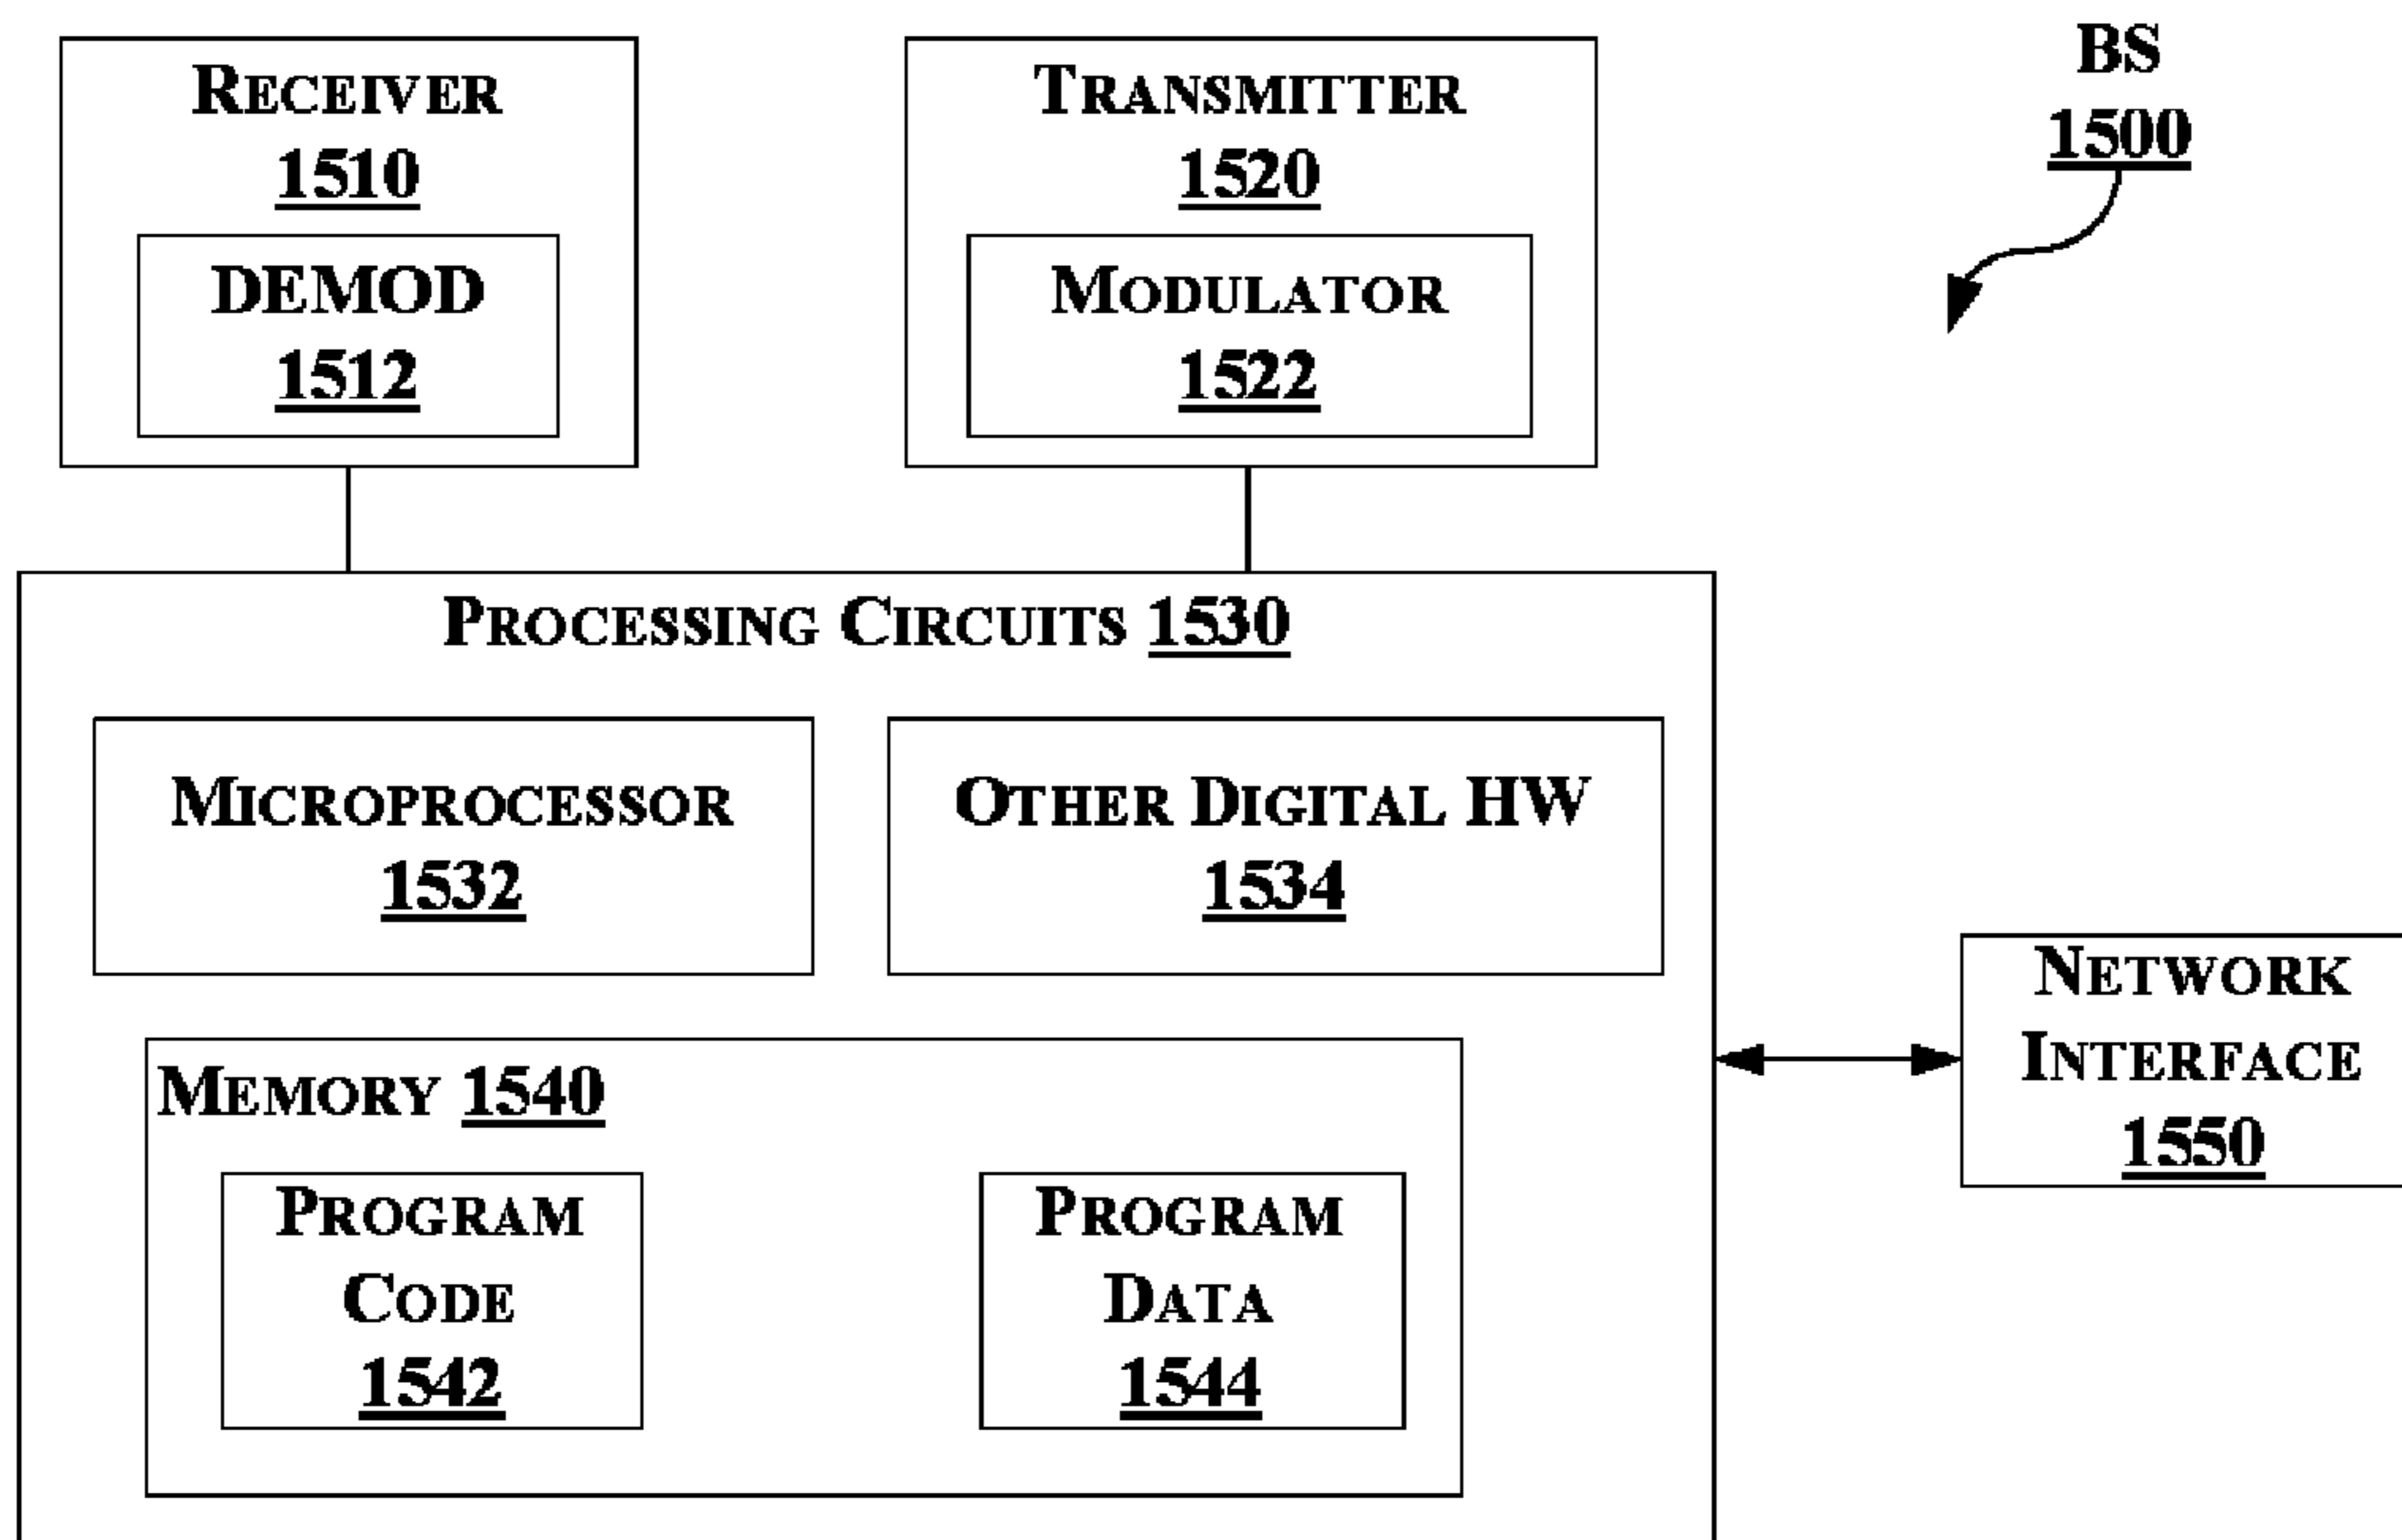 RECEIVER
1510
DEMOD
1512
TRANSMITTER
1520
MODULATOR
1522
BS
1500
PROCESSING CIRCUITS 1530
MICROPROCESSOR
1532
OTHER DIGITAL HW
1534
MEMORY 1540
PROGRAM
CODE
1542
PROGRAM
DATA
1544
NETWORK
INTERFACE
1550